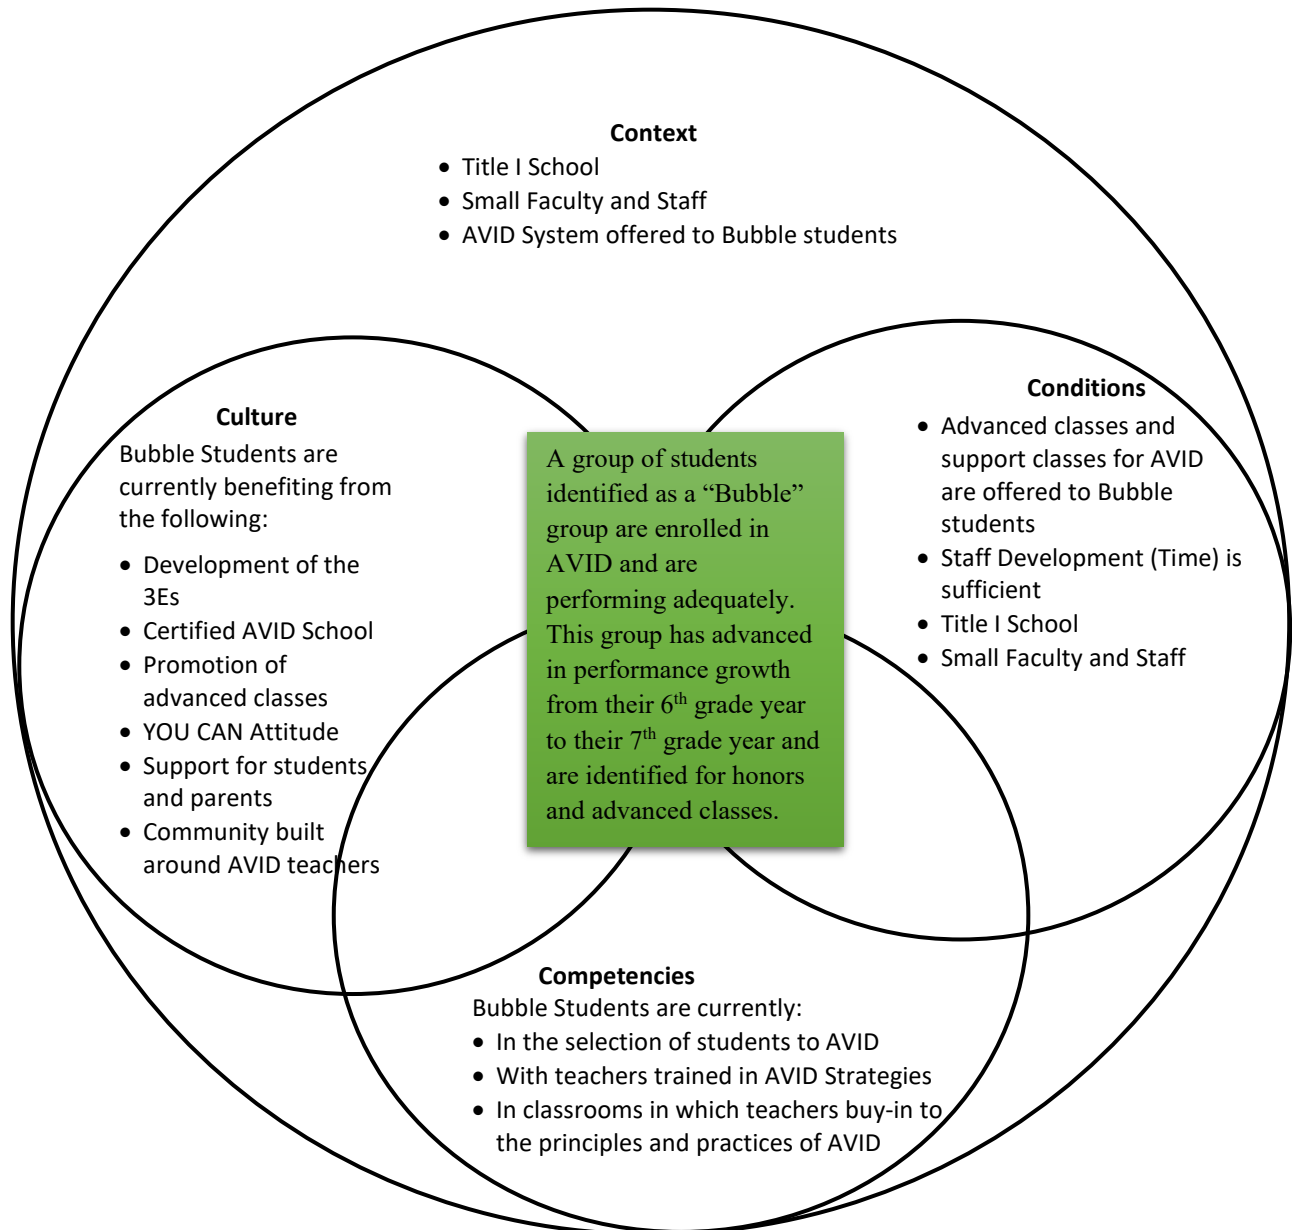 Context
• Title I School
• Small Faculty and Staff
• AVID System offered to Bubble students
Culture
Bubble Students are
currently benefiting from
the following:
• Development of the
3Es
• Certified AVID School
• Promotion of
advanced classes
• YOU CAN Attitude
• Support for students
and parents
• Community built
around AVID teachers
A group of students
identified as a “Bubble”
group are enrolled in
AVID and are
performing adequately.
This group has advanced
in performance growth
from their 6th grade year
to their 7th grade year and
are identified for honors
and advanced classes.
Conditions
• Advanced classes and
support classes for AVID
are offered to Bubble
students
• Staff Development (Time) is
sufficient
• Title I School
• Small Faculty and Staff
Competencies
Bubble Students are currently:
• In the selection of students to AVID
• With teachers trained in AVID Strategies
• In classrooms in which teachers buy-in to
the principles and practices of AVID